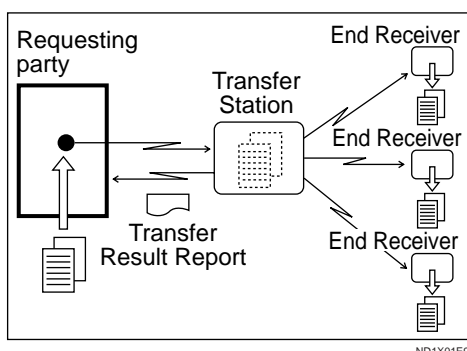 Requesting
party
Transfer
Station
End Receiver
End Receiver
End Receiver
Transfer
Result Report